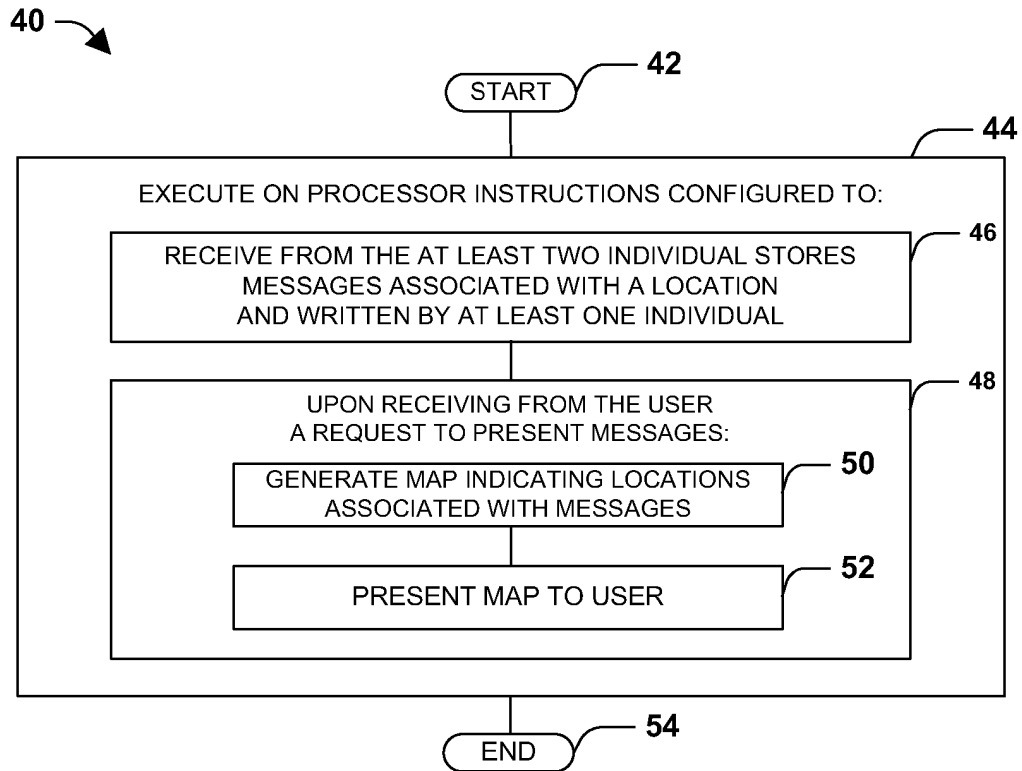 40
START
42
44
EXECUTE ON PROCESSOR INSTRUCTIONS CONFIGURED TO:
46
RECEIVE FROM THE AT LEAST TWO INDIVIDUAL STORES
MESSAGES ASSOCIATED WITH A LOCATION
AND WRITTEN BY AT LEAST ONE INDIVIDUAL
48
UPON RECEIVING FROM THE USER
A REQUEST TO PRESENT MESSAGES:
50
GENERATE MAP INDICATING LOCATIONS
ASSOCIATED WITH MESSAGES
52
PRESENT MAP TO USER
54
END